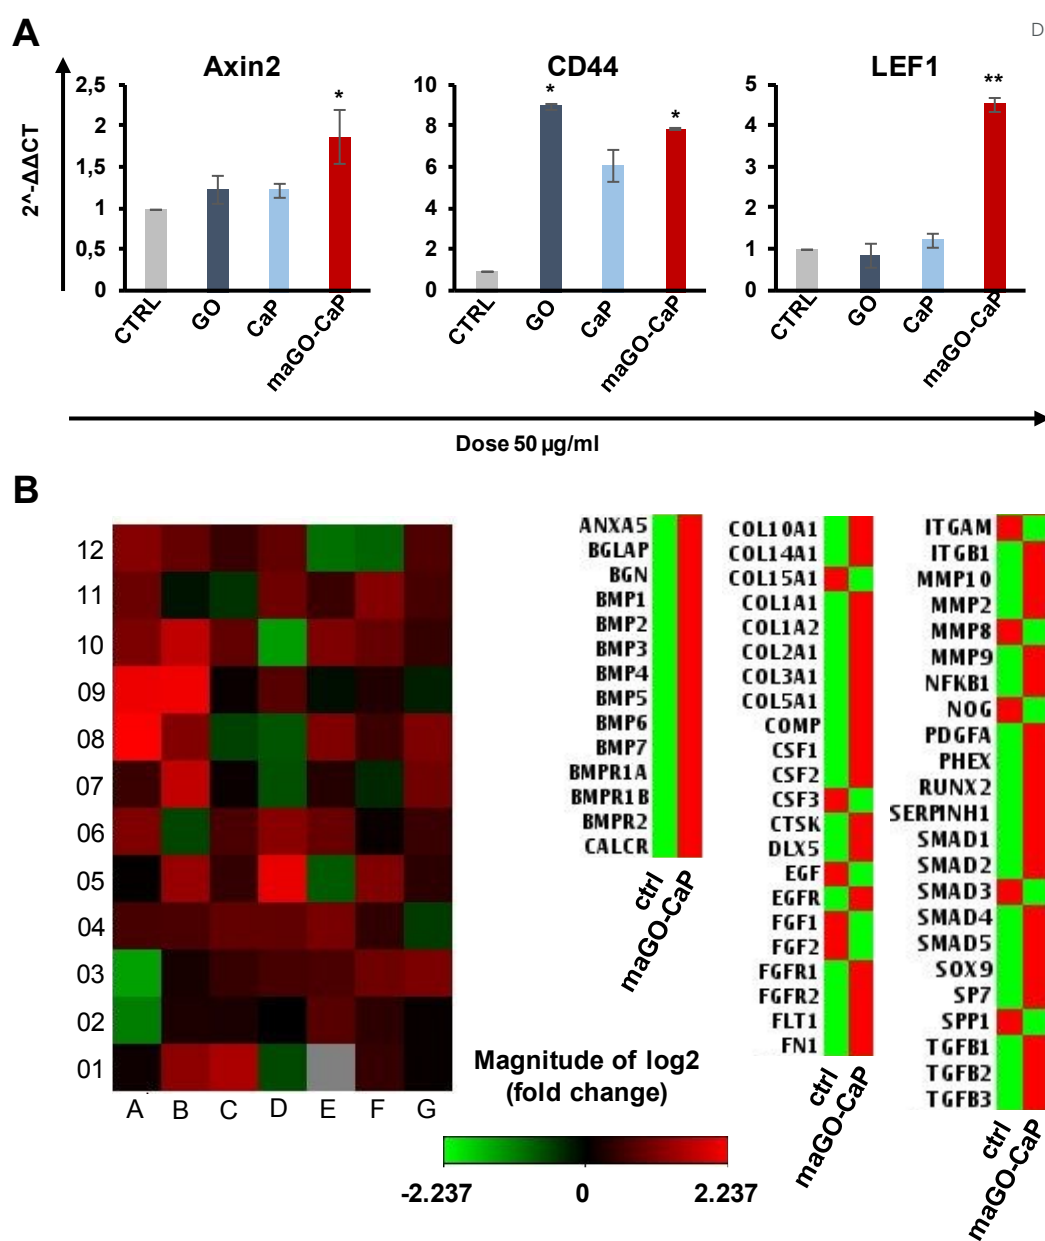 A
D
Axin2
CD44
LEF1
2^-ΔΔCT
2,5
2
1,5
1
0,5
0
10
8
6
4
2
0
5
4
3
2
1
0
*
*
*
**
CTRL
GO
CaP
maGO-CaP
CTRL
GO
CaP
maGO-CaP
CTRL
GO
CaP
maGO-CaP
Dose 50 µg/ml
B
12
11
10
09
08
07
06
05
04
03
02
01
A B C D E F G
ANXA5
BGLAP
BGN
BMP1
BMP2
BMP3
BMP4
BMP5
BMP6
BMP7
BMPR1A
BMPR1B
BMPR2
CALCR
ctrl
maGO-CaP
COL10A1
COL14A1
COL15A1
COL1A1
COL1A2
COL2A1
COL3A1
COL5A1
COMP
CSF1
CSF2
CSF3
CTSK
DLX5
EGF
EGFR
FGF1
FGF2
FGFR1
FGFR2
FLT1
FN1
ctrl
maGO-CaP
ITGAM
ITGB1
MMP10
MMP2
MMP8
MMP9
NFKB1
NOG
PDGFA
PHEX
RUNX2
SERPINH1
SMAD1
SMAD2
SMAD3
SMAD4
SMAD5
SOX9
SP7
SPP1
TGFB1
TGFB2
TGFB3
ctrl
maGO-CaP
Magnitude of log2
(fold change)
-2.237
0
2.237